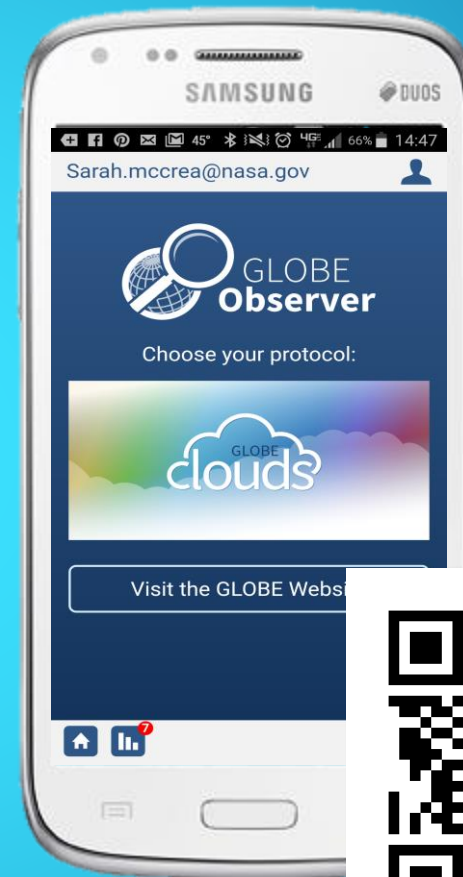 SAMSUNG DUOS
45° 4G 66% 14:47
Sarah.mccrea@nasa.gov
GLOBE
Observer
Choose your protocol:
GLOBE
clouds
Visit the GLOBE
7